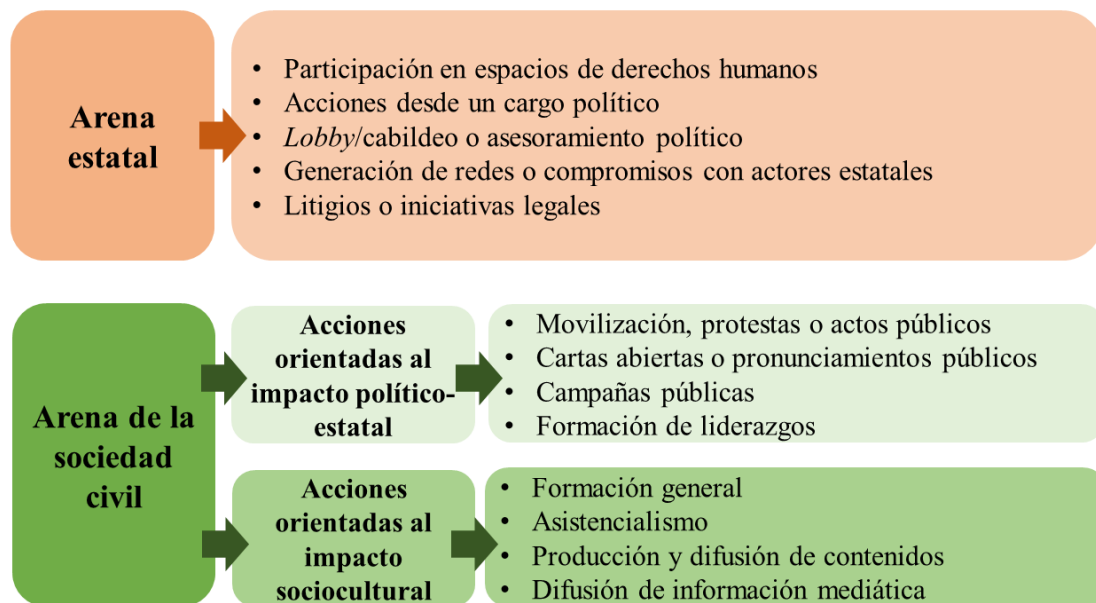 Arena
estatal
• Participación en espacios de derechos humanos
• Acciones desde un cargo político
• Lobby/cabildeo o asesoramiento político
• Generación de redes o compromisos con actores estatales
• Litigios o iniciativas legales
Arena de la
sociedad
civil
Acciones
orientadas al
impacto político-
estatal
• Movilización, protestas o actos públicos
• Cartas abiertas o pronunciamientos públicos
• Campañas públicas
• Formación de liderazgos
Acciones
orientadas al
impacto
sociocultural
• Formación general
• Asistencialismo
• Producción y difusión de contenidos
• Difusión de información mediática